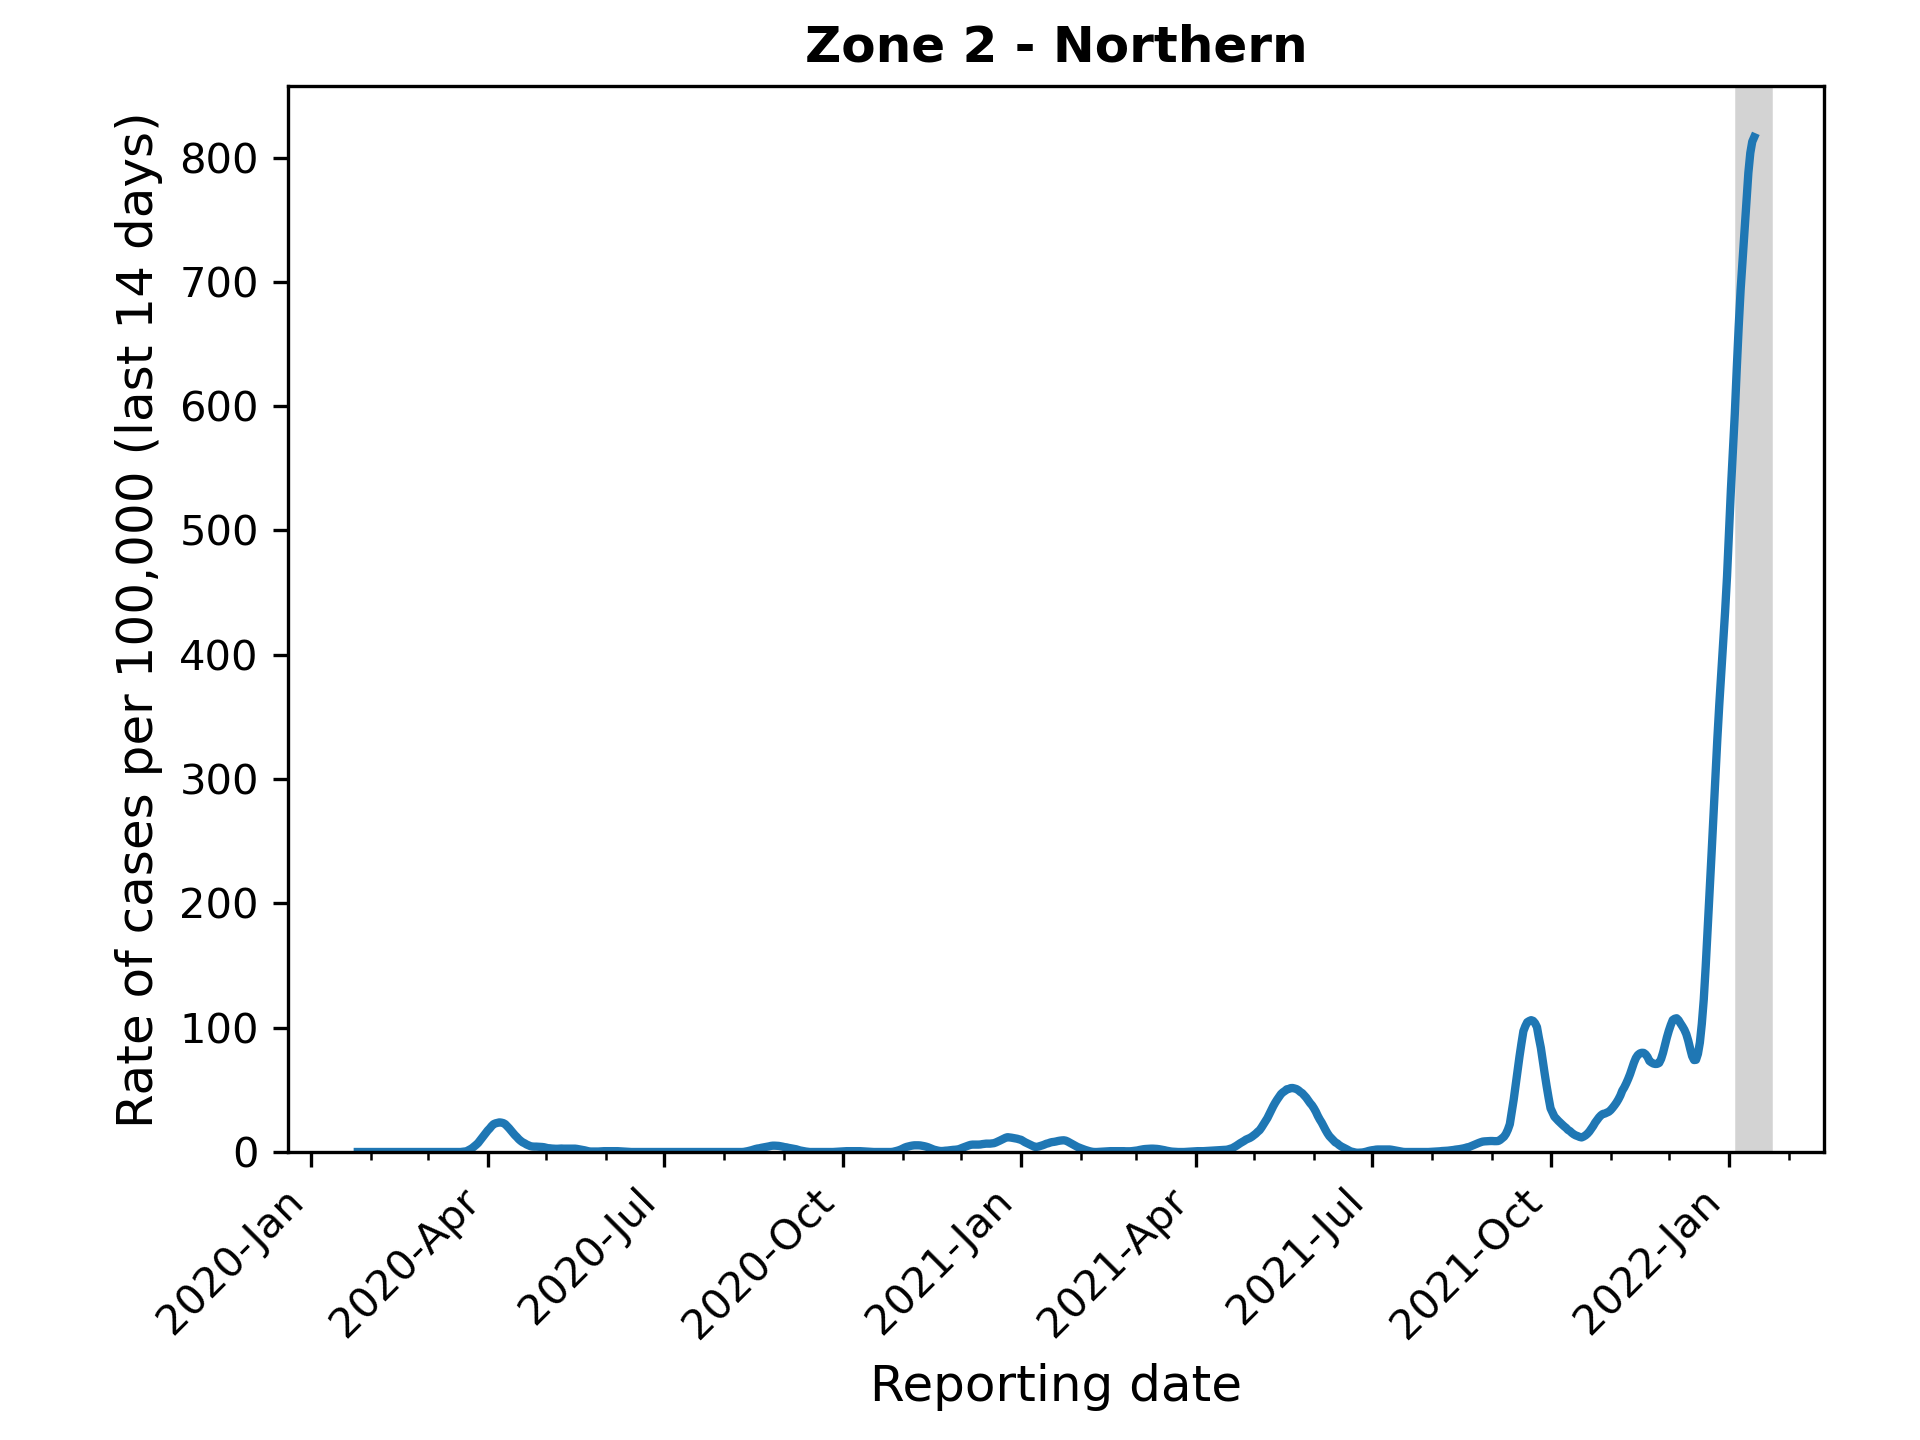 Zone 2 - Northern
Rate of cases per 100,000 (last 14 days)
800
700
600
500
400
300
200
100
0
2020-Jan
2020-Apr
2020-Jul
2020-Oct
2021-Jan
2021-Apr
2021-Jul
2021-Oct
2022-Jan
Reporting date